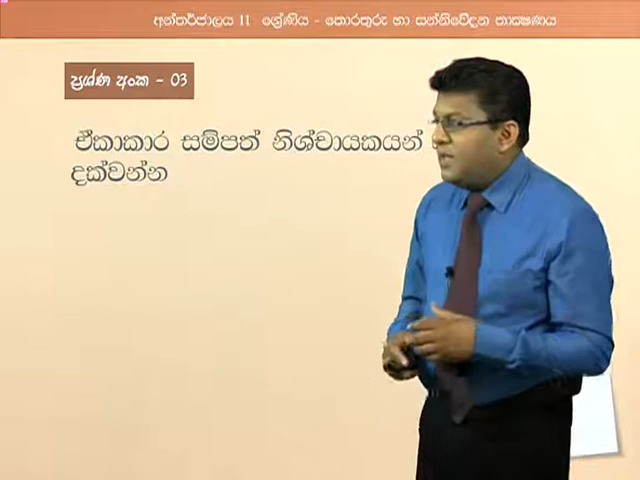 අන්තර්ජාලය 11 ශ්‍රේණිය - තොරතුරු හා සන්නිවේදන තාක්ෂණය
ප්‍රශ්ණ අංක - 03
ඒකාකාර සම්පත් නිශ්චායකයන්
දක්වන්න